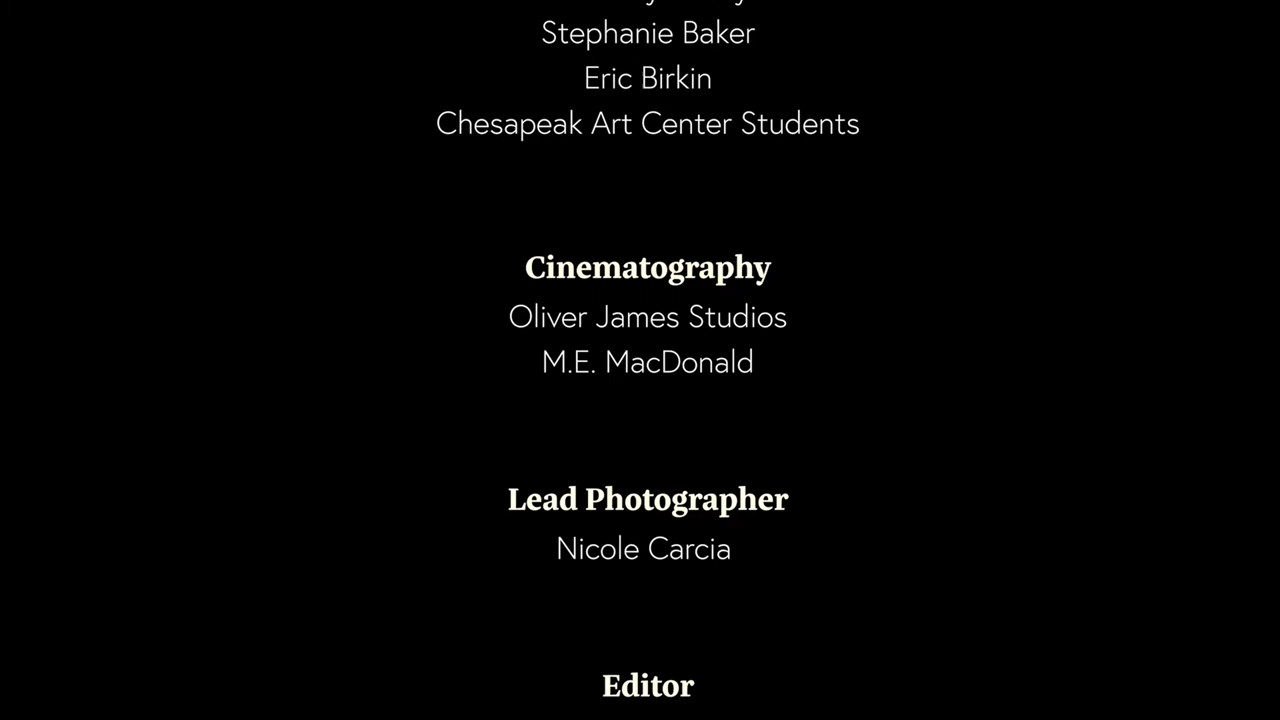 Stephanie Baker
Eric Birkin
Chesapeak Art Center Students
Cinematography
Oliver James Studios
M.E. MacDonald
Lead Photographer
Nicole Carcia
Editor